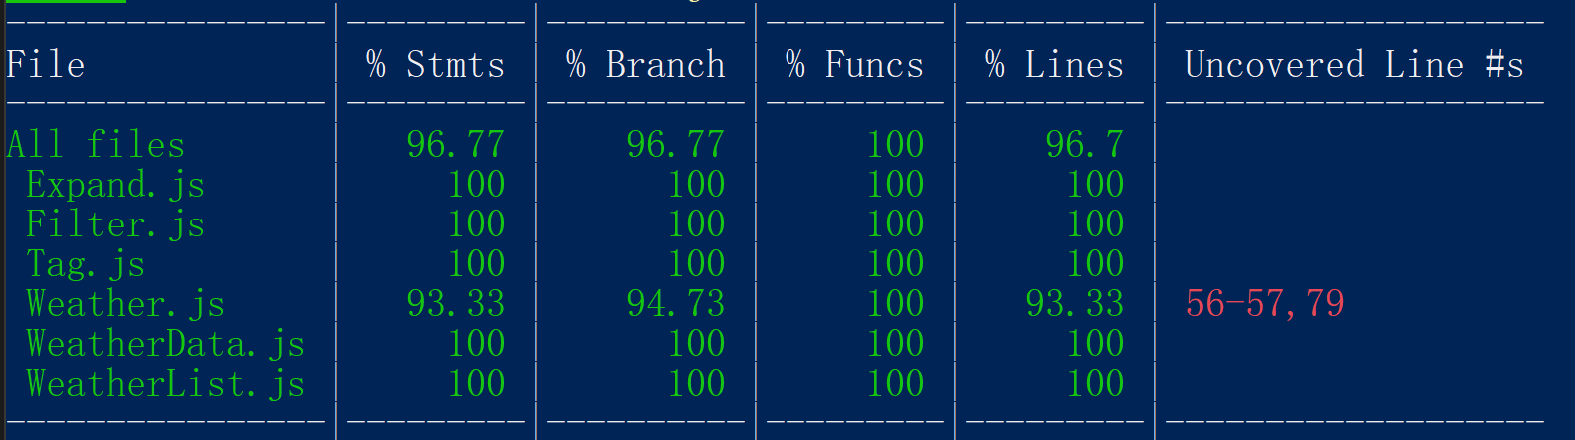 ----------------|---------|----------|---------|---------|-------------------
File            | % Stmts | % Branch | % Funcs | % Lines | Uncovered Line #s
----------------|---------|----------|---------|---------|-------------------
All files       |   96.77 |    96.77 |     100 |    96.7 |
 Expand.js      |     100 |      100 |     100 |     100 |
 Filter.js      |     100 |      100 |     100 |     100 |
 Tag.js         |     100 |      100 |     100 |     100 |
 Weather.js     |   93.33 |    94.73 |     100 |   93.33 | 56-57,79
 WeatherData.js |     100 |      100 |     100 |     100 |
 WeatherList.js |     100 |      100 |     100 |     100 |
----------------|---------|----------|---------|---------|-------------------